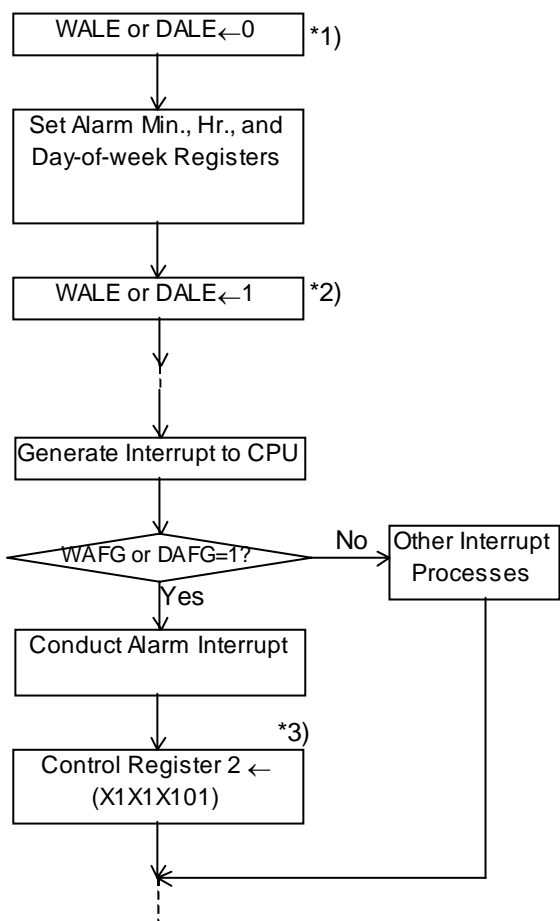 WALE or DALE←0
*1)
Set Alarm Min., Hr., and
Day-of-week Registers
WALE or DALE←1
*2)
Generate Interrupt to CPU
WAFG or DAFG=1?
No
Other Interrupt
Processes
Yes
Conduct Alarm Interrupt
*3)
Control Register 2 ←
(X1X1X101)